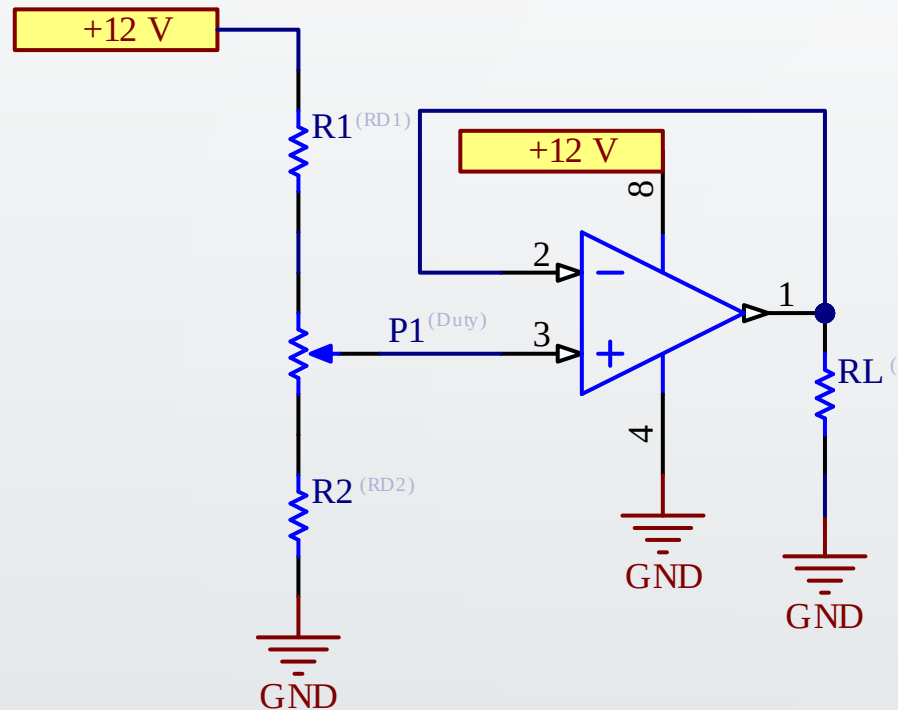 +12 V
R1 (RD1)
+12 V
8
2
1
P1 (Duty)
3
RL (
4
R2 (RD2)
GND
GND
GND